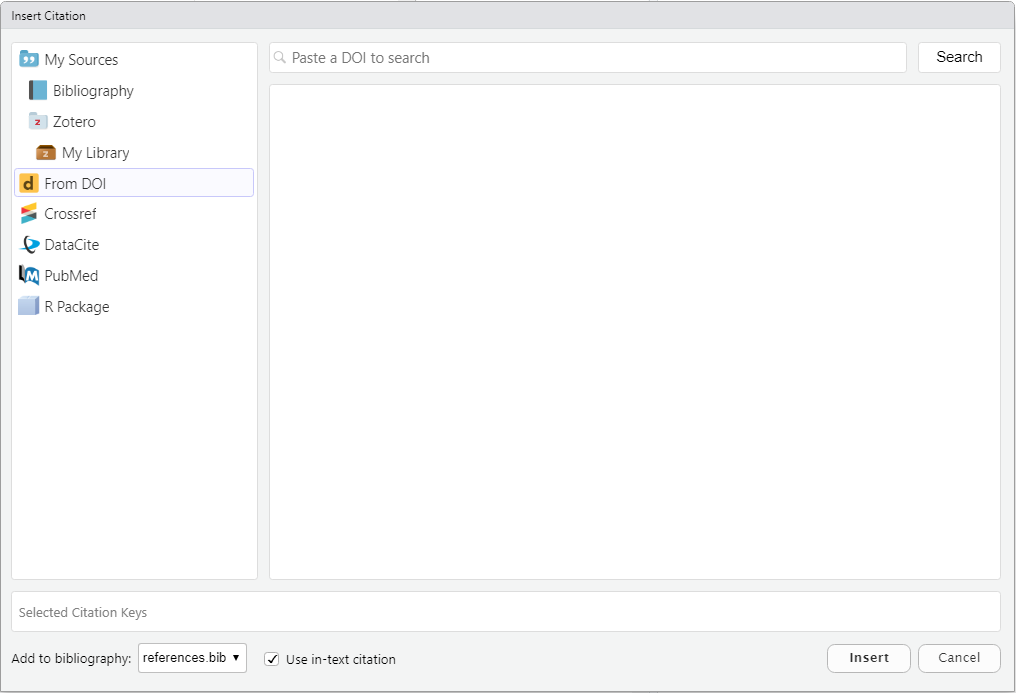 Insert Citation
My Sources
Bibliography
Zotero
My Library
From DOI
Crossref
DataCite
PubMed
R Package
Paste a DOI to search
Search
Selected Citation Keys
Add to bibliography: references.bib
Use in-text citation
Insert
Cancel